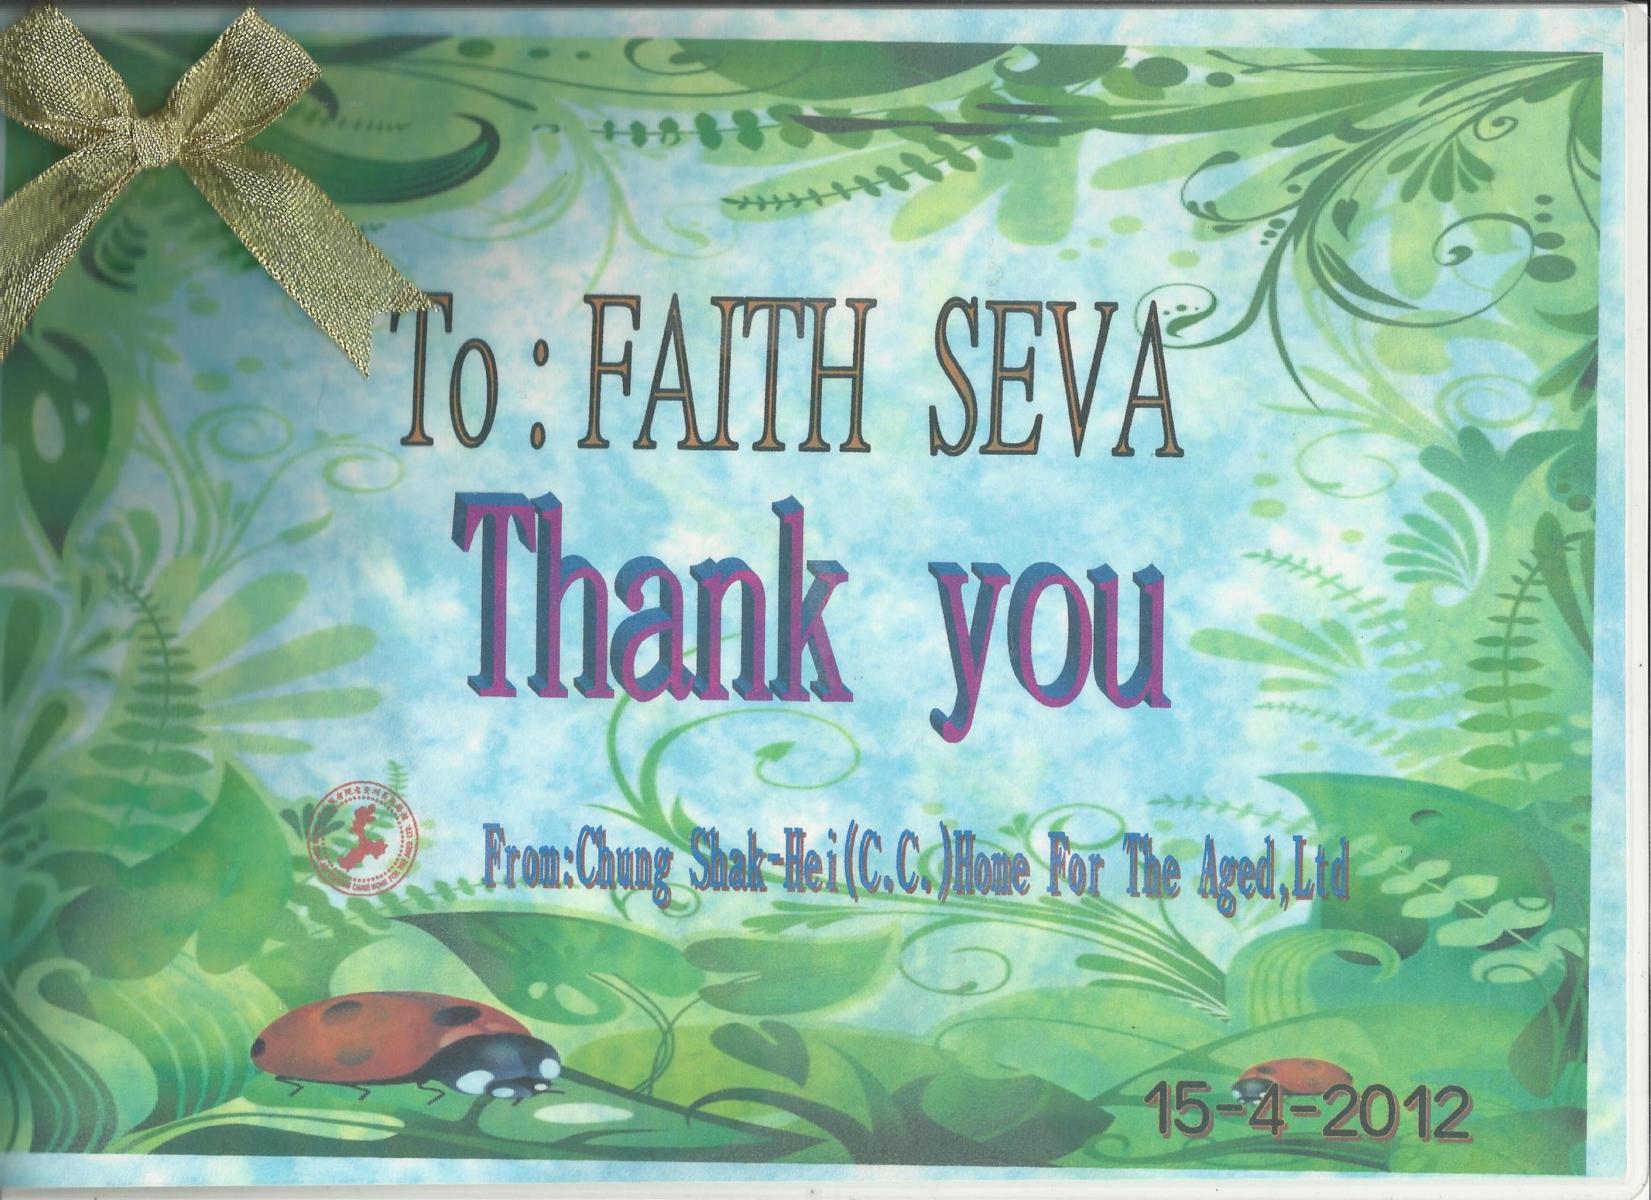 To:FAITH SEVA
Thank you
From:Chung Shak-Hei(C.C.)Home For The Aged,Ltd
15-4-2012